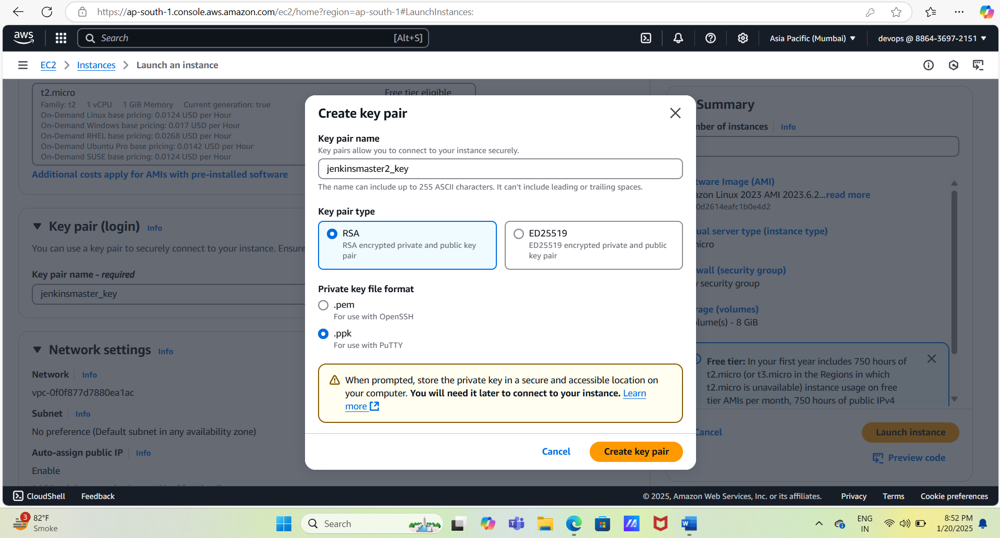 https://ap-south-1.console.aws.amazon.com/ec2/home?region=ap-south-1#LaunchInstances:
aws
Search
[Alt+S]
Asia Pacific (Mumbai)
devops @ 8864-3697-2151
EC2
Instances
Launch an instance
t2.micro
Free tier eligible
Family: t2 1 vCPU 1 GiB Memory Current generation: true
On-Demand Linux base pricing: 0.0124 USD per Hour
On-Demand Windows base pricing: 0.017 USD per Hour
On-Demand RHEL base pricing: 0.0268 USD per Hour
On-Demand Ubuntu Pro base pricing: 0.0142 USD per Hour
On-Demand SUSE base pricing: 0.0124 USD per Hour
Additional costs apply for AMIs with pre-installed software
Key pair (login) Info
You can use a key pair to securely connect to your instance. Ensure
Key pair name - required
jenkinsmaster_key
Network settings Info
Network Info
vpc-0f0f877d7880ea1ac
Subnet Info
No preference (Default subnet in any availability zone)
Auto-assign public IP Info
Enable
Create key pair
Key pair name
Key pairs allow you to connect to your instance securely.
jenkinsmaster2_key
The name can include up to 255 ASCII characters. It can't include leading or trailing spaces.
Key pair type
RSA
RSA encrypted private and public key
pair
ED25519
ED25519 encrypted private and public
key pair
Private key file format
.pem
For use with OpenSSH
.ppk
For use with PuTTY
When prompted, store the private key in a secure and accessible location on
your computer. You will need it later to connect to your instance. Learn
more
Cancel
Create key pair
Summary
of instances Info
(AMI)
Linux 2023 AMI 2023.6.2...read more
0d2614eafc1b0e4d2
server type (instance type)
(security group)
security group
(volumes)
- 8 GiB
Free tier: In your first year includes 750 hours of
t2.micro (or t3.micro in the Regions in which
t2.micro is unavailable) instance usage on free
tier AMIs per month, 750 hours of public IPv4
Cancel
Launch instance
Preview code
CloudShell
Feedback
© 2025, Amazon Web Services, Inc. or its affiliates.
Privacy
Terms
Cookie preferences
3
82°F
Smoke
Search
ENG
IN
8:52 PM
1/20/2025